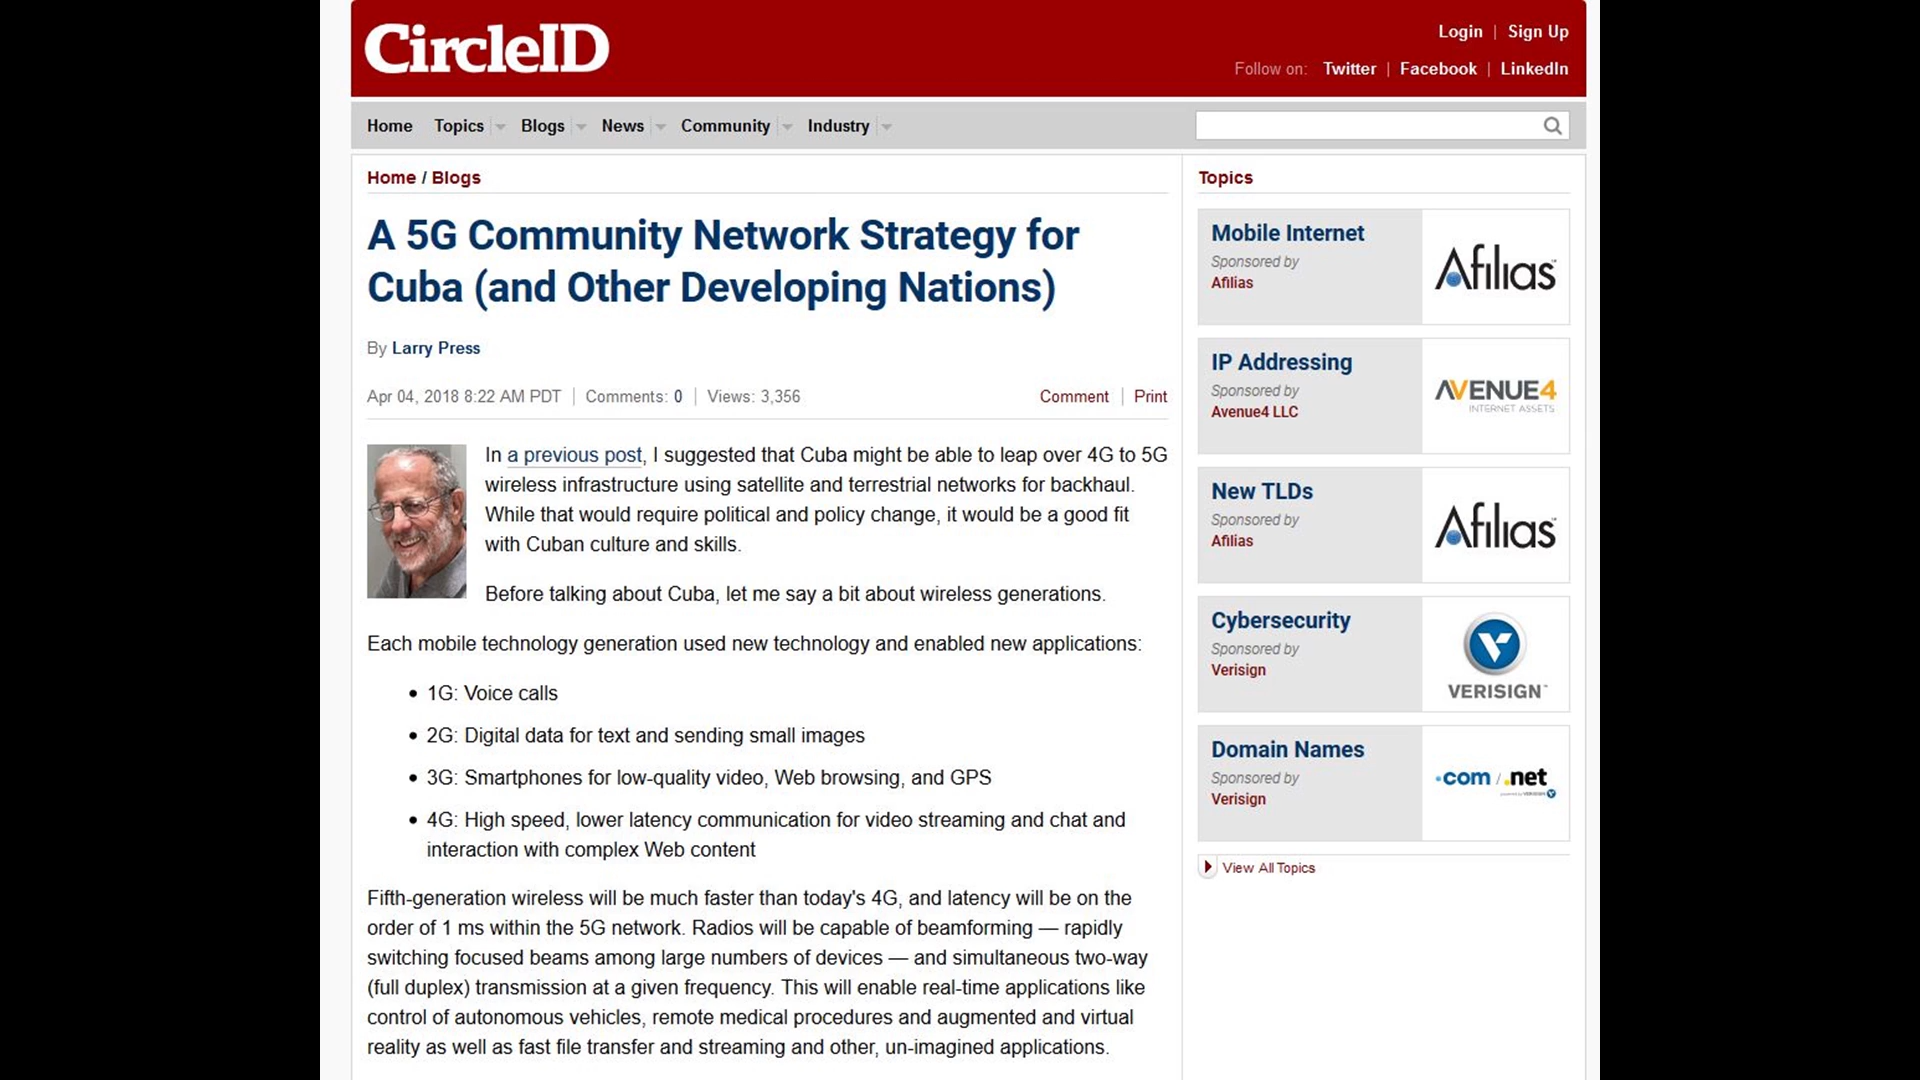 CircleID
Login | Sign Up
Follow on: Twitter | Facebook | LinkedIn
Home Topics Blogs News Community Industry
Home / Blogs
A 5G Community Network Strategy for
Cuba (and Other Developing Nations)
By Larry Press
Apr 04, 2018 8:22 AM PDT | Comments: 0 | Views: 3,356
Comment | Print
In a previous post, I suggested that Cuba might be able to leap over 4G to 5G
wireless infrastructure using satellite and terrestrial networks for backhaul.
While that would require political and policy change, it would be a good fit
with Cuban culture and skills.
Before talking about Cuba, let me say a bit about wireless generations.
Each mobile technology generation used new technology and enabled new applications:
• 1G: Voice calls
• 2G: Digital data for text and sending small images
• 3G: Smartphones for low-quality video, Web browsing, and GPS
• 4G: High speed, lower latency communication for video streaming and chat and
interaction with complex Web content
Fifth-generation wireless will be much faster than today's 4G, and latency will be on the
order of 1 ms within the 5G network. Radios will be capable of beamforming — rapidly
switching focused beams among large numbers of devices — and simultaneous two-way
(full duplex) transmission at a given frequency. This will enable real-time applications like
control of autonomous vehicles, remote medical procedures and augmented and virtual
reality as well as fast file transfer and streaming and other, un-imagined applications.
Topics
Mobile Internet
Sponsored by
Afilias
Afilias
IP Addressing
Sponsored by
Avenue4 LLC
AVENUE4
INTERNET ASSETS
New TLDs
Sponsored by
Afilias
Afilias
Cybersecurity
Sponsored by
Verisign
VERISIGN™
Domain Names
Sponsored by
Verisign
.com / .net
View All Topics